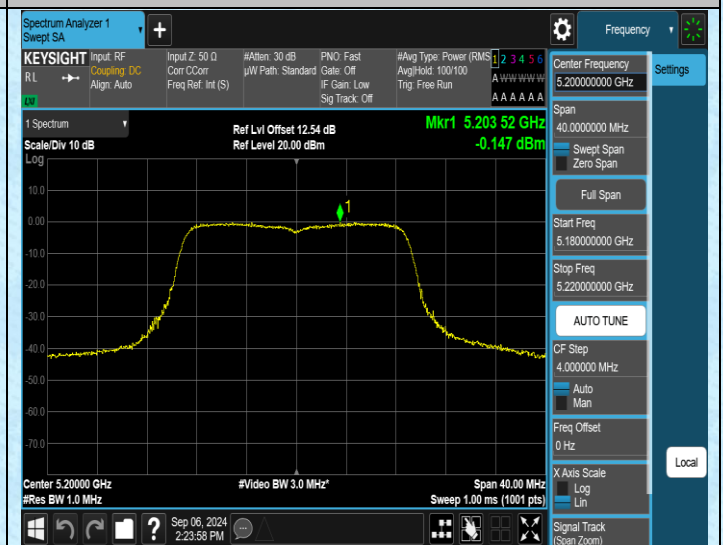 Spectrum Analyzer 1
Swept SA
+
Frequency
KEYSIGHT
RL
LXI
Input: RF
Coupling: DC
Align: Auto
Input Z: 50 Ω
Corr CCorr
Freq Ref: Int (S)
#Atten: 30 dB
µW Path: Standard
PNO: Fast
Gate: Off
IF Gain: Low
Sig Track: Off
#Avg Type: Power (RMS
Avg|Hold: 100/100
Trig: Free Run
1 2 3 4 5 6
A W W W W W
A A A A A A
1 Spectrum
Scale/Div 10 dB
Log
Ref Lvl Offset 12.54 dB
Ref Level 20.00 dBm
Mkr1 5.203 52 GHz
-0.147 dBm
1
10.0
0.00
-10.0
-20.0
-30.0
-40.0
-50.0
-60.0
-70.0
Center 5.20000 GHz
#Res BW 1.0 MHz
#Video BW 3.0 MHz*
Span 40.00 MHz
Sweep 1.00 ms (1001 pts)
Sep 06, 2024
2:23:58 PM
?
Center Frequency
5.200000000 GHz
Span
40.0000000 MHz
Swept Span
Zero Span
Full Span
Start Freq
5.180000000 GHz
Stop Freq
5.220000000 GHz
AUTO TUNE
CF Step
4.000000 MHz
Auto
Man
Freq Offset
0 Hz
X Axis Scale
Log
Lin
Signal Track
(Span Zoom)
Settings
Local